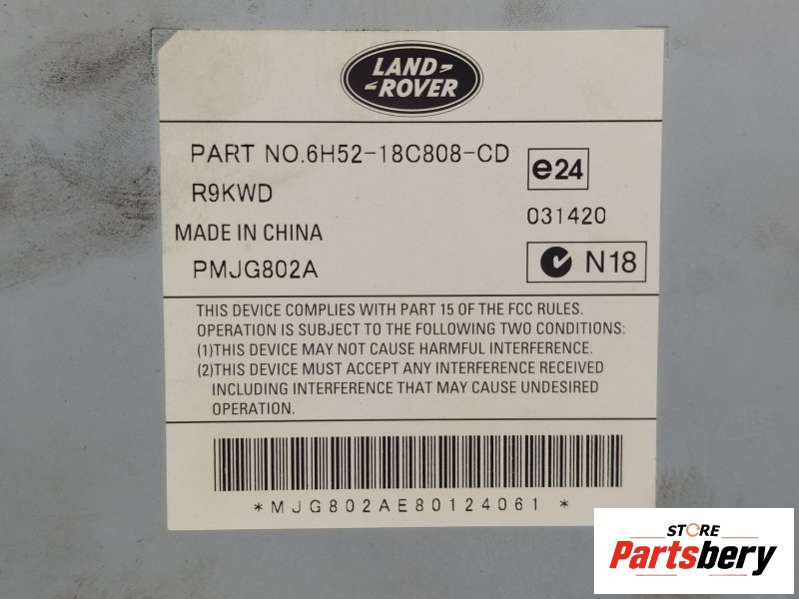 LAND-
-ROVER
PART NO.6H52-18C808-CD
e24
R9KWD
031420
MADE IN CHINA
N18
PMJG802A
THIS DEVICE COMPLIES WITH PART 15 OF THE FCC RULES.
OPERATION IS SUBJECT TO THE FOLLOWING TWO CONDITIONS:
(1)THIS DEVICE MAY NOT CAUSE HARMFUL INTERFERENCE.
(2)THIS DEVICE MUST ACCEPT ANY INTERFERENCE RECEIVED
INCLUDING INTERFERENCE THAT MAY CAUSE UNDESIRED
OPERATION.
*MJG802AE80124061*
STORE
Partsbery